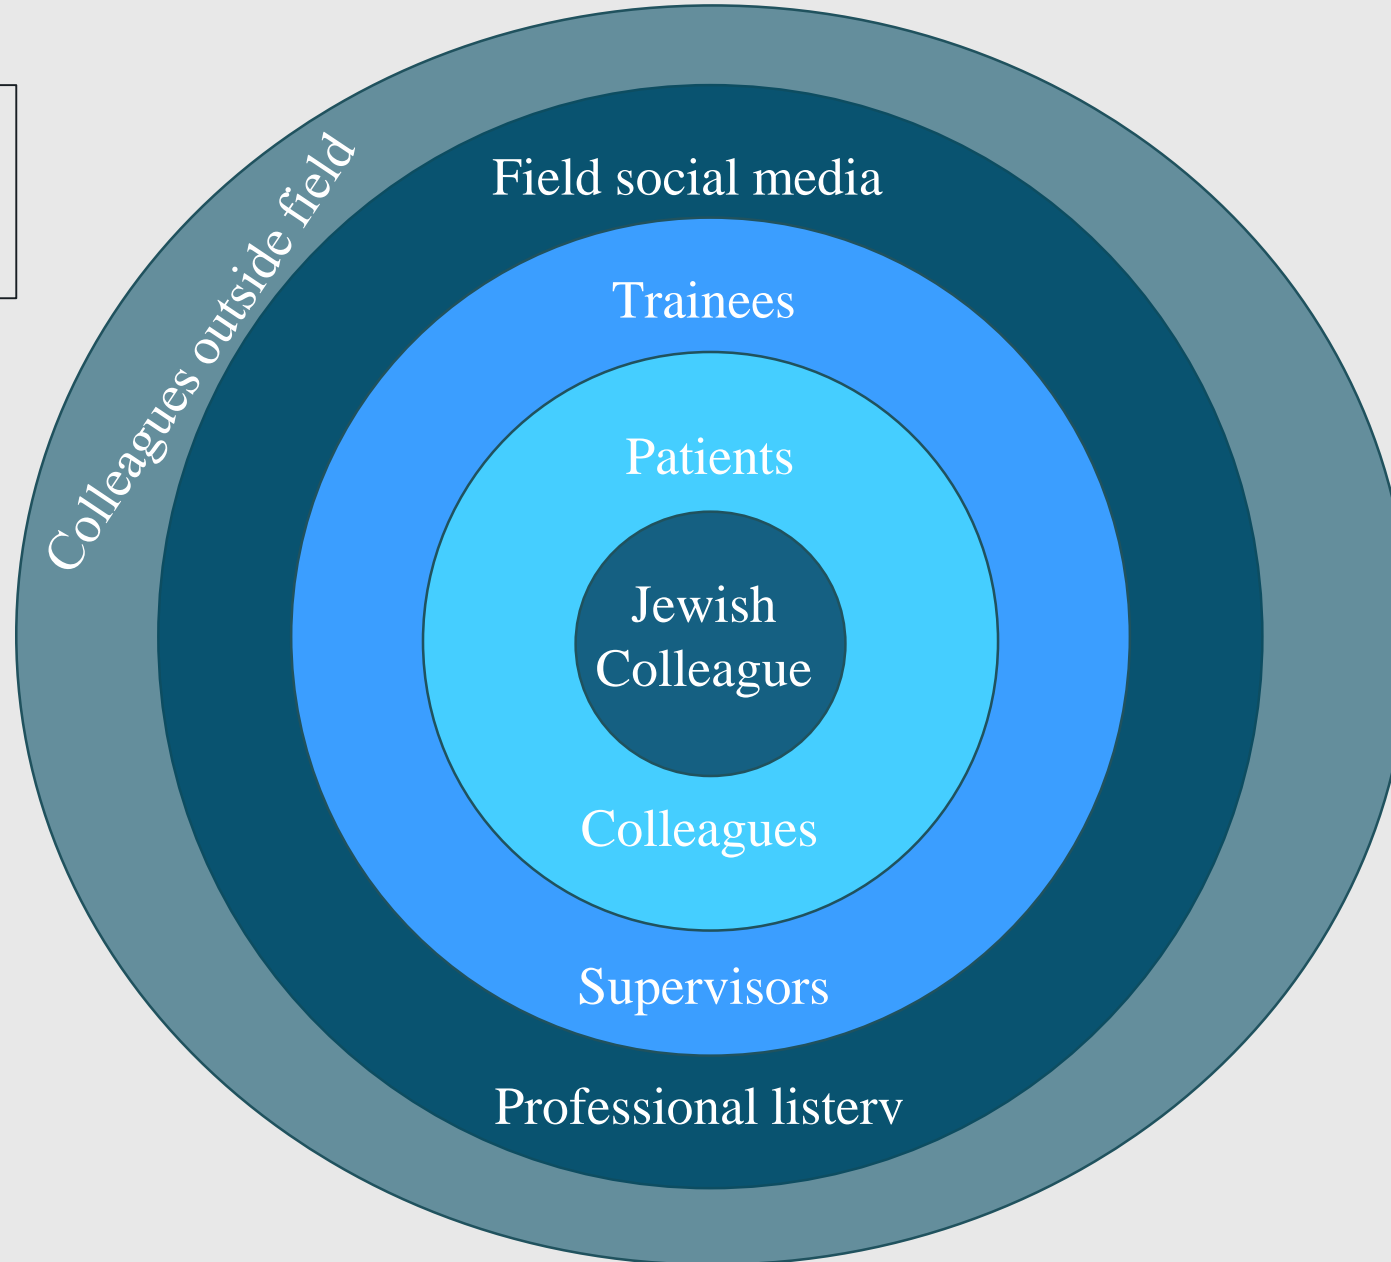 Colleagues outside field
Field social media
Trainees
Patients
Jewish
Colleague
Colleagues
Supervisors
Professional listerv